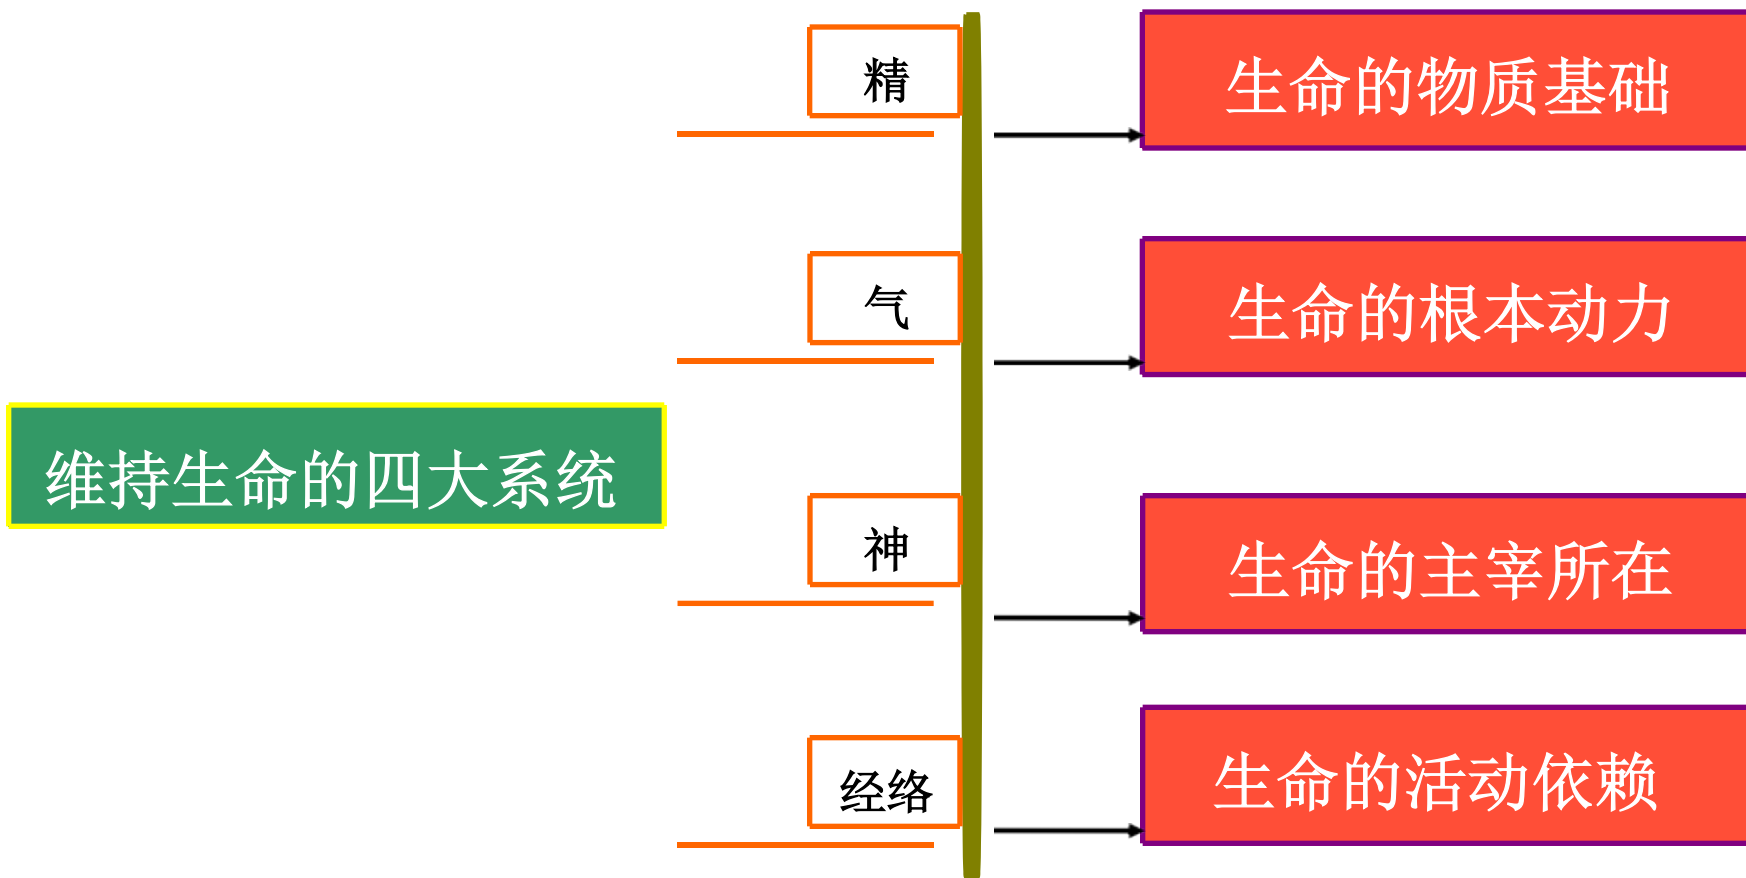 精
生命的物质基础
气
生命的根本动力
维持生命的四大系统
神
生命的主宰所在
经络
生命的活动依赖